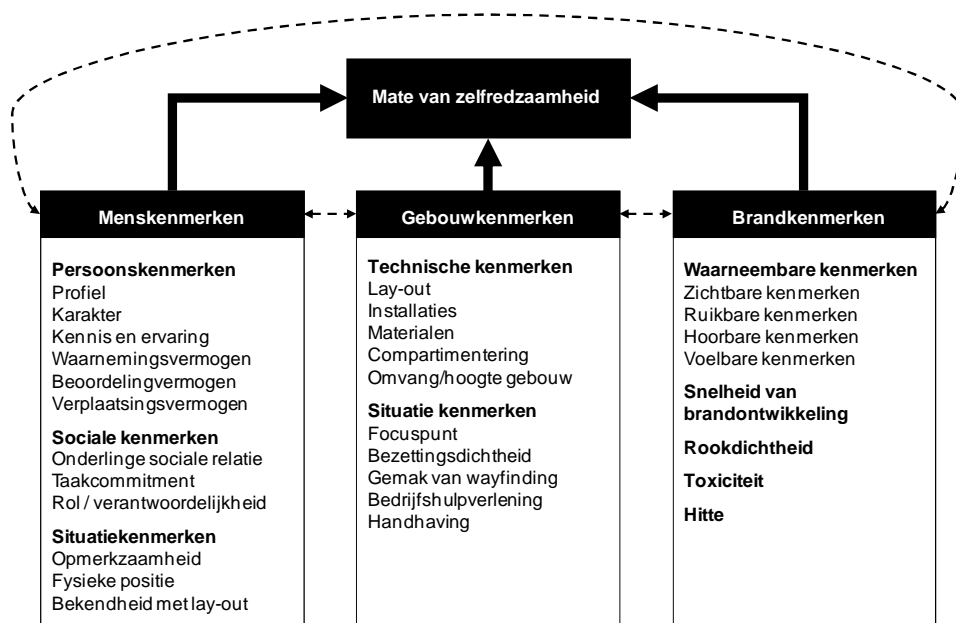 Mate van zelfredzaamheid
Menskenmerken
Persoonskenmerken
Profiel
Karakter
Kennis en ervaring
Waarnemingsvermogen
Beoordelingvermogen
Verplaatsingsvermogen
Sociale kenmerken
Onderlinge sociale relatie
Taakcommitment
Rol / verantwoordelijkheid
Situatiekenmerken
Opmerkzaamheid
Fysieke positie
Bekendheid met lay-out
Gebouwkenmerken
Technische kenmerken
Lay-out
Installaties
Materialen
Compartimentering
Omvang/hoogte gebouw
Situatie kenmerken
Focuspunt
Bezettingsdichtheid
Gemak van wayfinding
Bedrijfshulpverlening
Handhaving
Brandkenmerken
Waarneembare kenmerken
Zichtbare kenmerken
Ruikbare kenmerken
Hoorbare kenmerken
Voelbare kenmerken
Snelheid van
brandontwikkeling
Rookdichtheid
Toxiciteit
Hitte